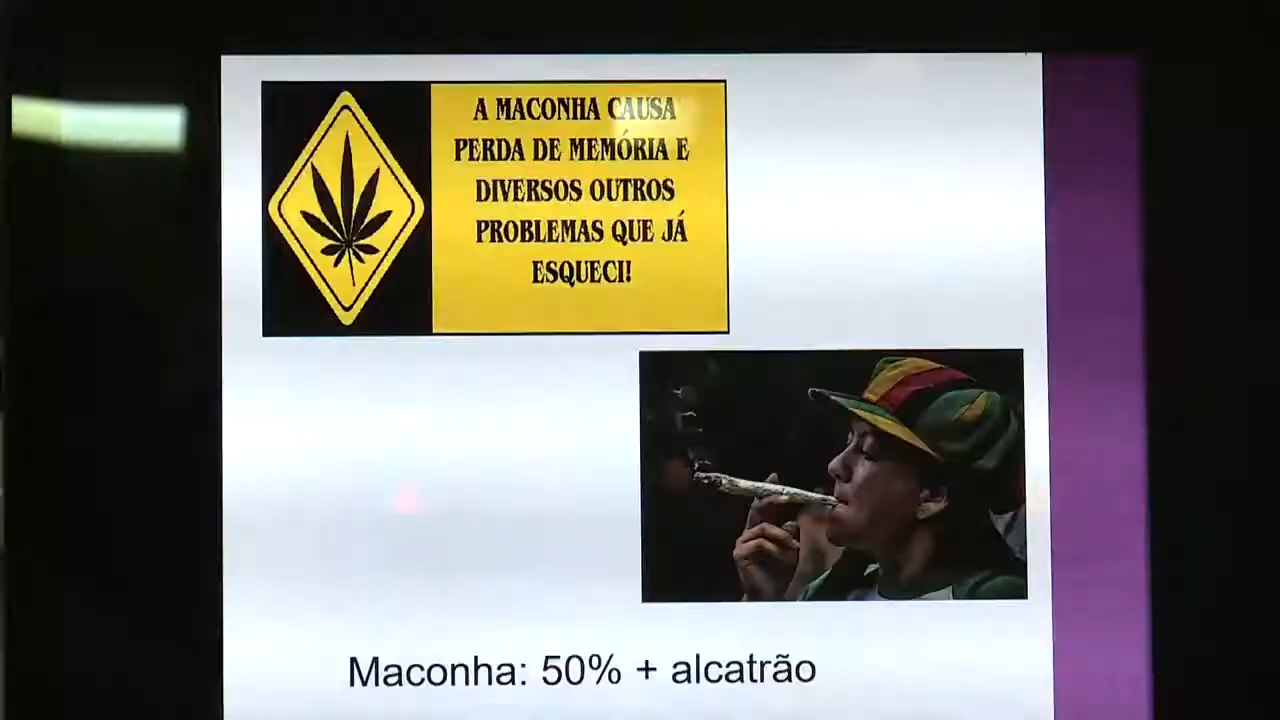 A MACONHA CAUSA
PERDA DE MEMÓRIA E
DIVERSOS OUTROS
PROBLEMAS QUE JÁ
ESQUECI!
Maconha: 50% + alcatrão